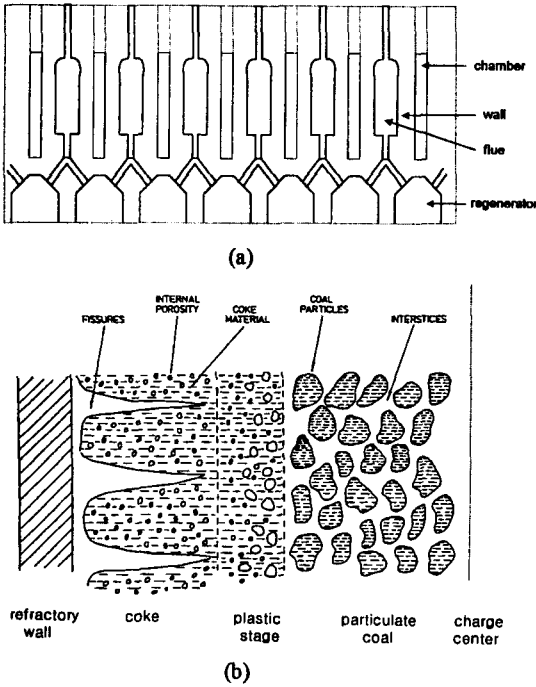 chamber
wall
flue
regenerator
(a)
FISSURES
INTERNAL
POROSITY
COKE
MATERIAL
COAL
PARTICLES
INTERSTICES
refractory
wall
coke
plastic
stage
particulate
coal
charge
center
(b)